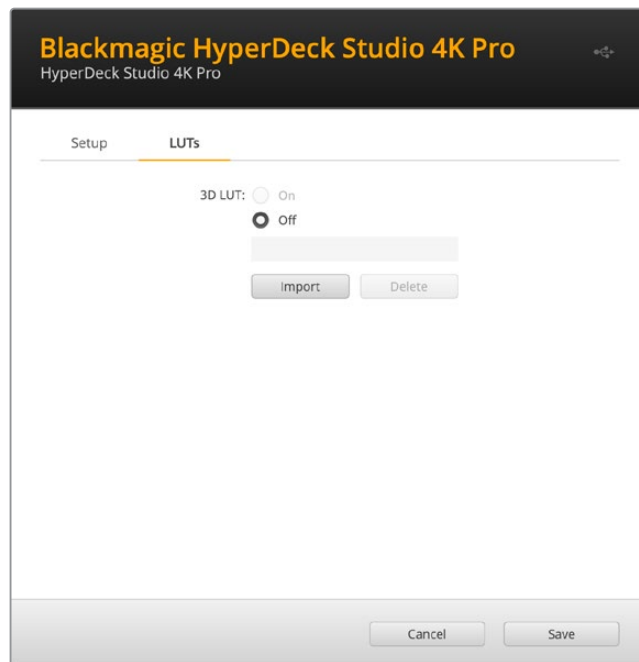 Blackmagic HyperDeck Studio 4K Pro
HyperDeck Studio 4K Pro
Setup LUTs
3D LUT: On
Off
Import Delete
Cancel Save